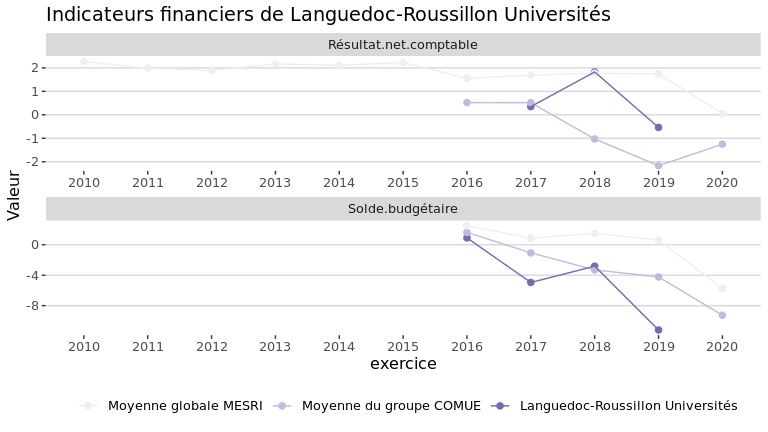 Indicateurs financiers de Languedoc-Roussillon Universités
Résultat.net.comptable
2
1
0
-1
-2
2010 2011 2012 2013 2014 2015 2016 2017 2018 2019 2020
Valeur
Solde.budgétaire
0
-4
-8
2010 2011 2012 2013 2014 2015 2016 2017 2018 2019 2020
exercice
Moyenne globale MESRI Moyenne du groupe COMUE Languedoc-Roussillon Universités